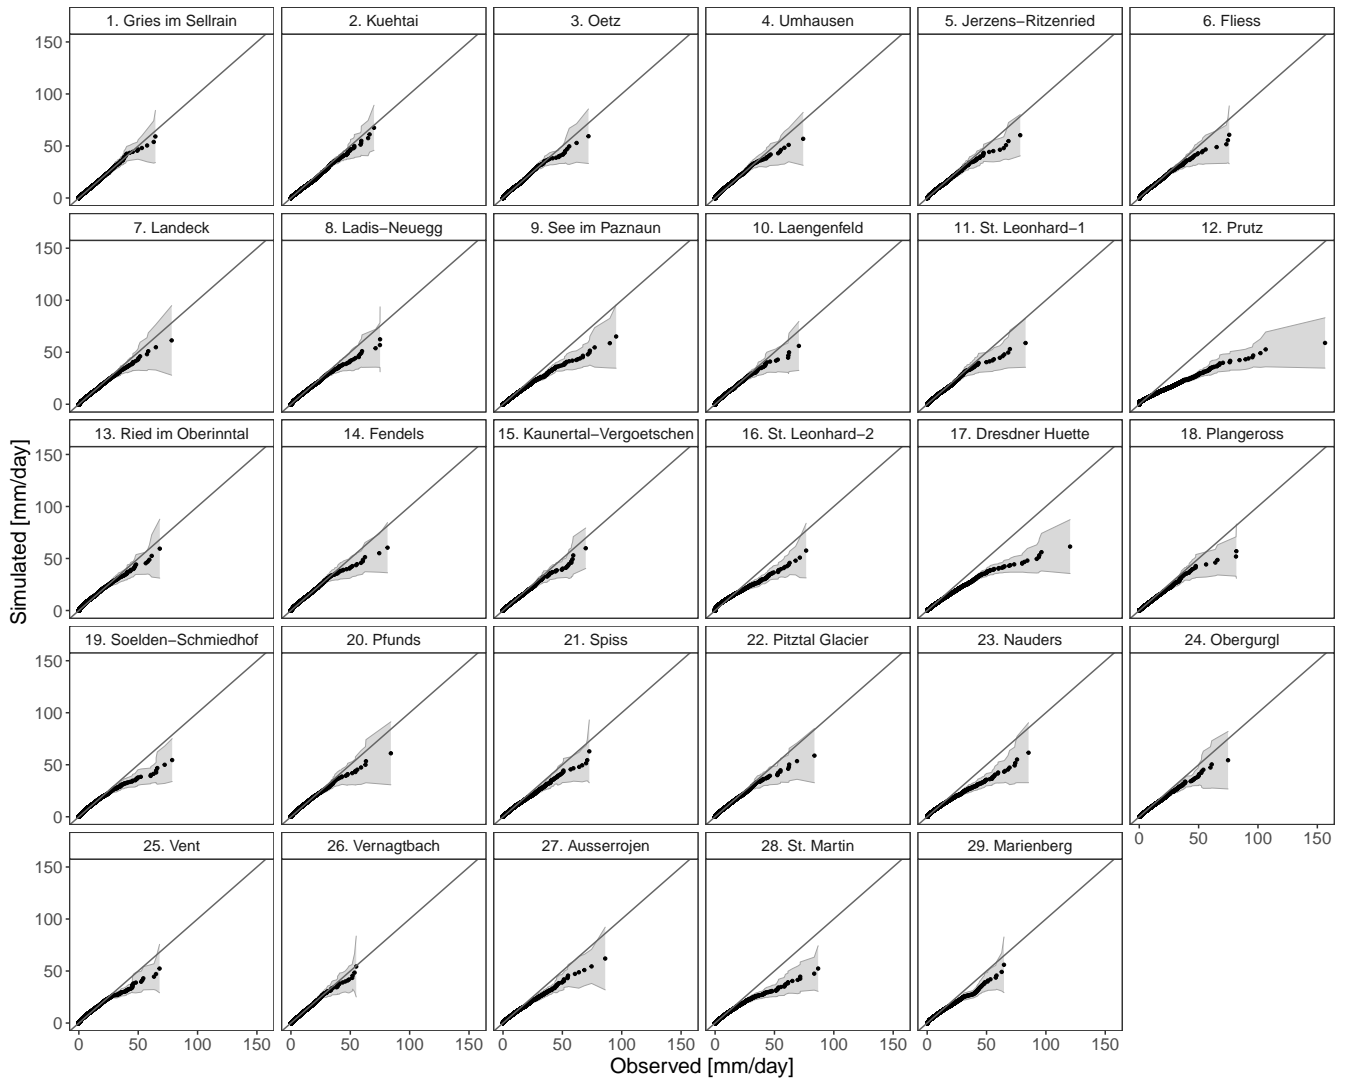 1. Gries im Sellrain 2. Kuehtai 3. Oetz 4. Umhausen 5. Jerzens−Ritzenried 6. Fliess
150
100
50
0
7. Landeck 8. Ladis−Neuegg 9. See im Paznaun 10. Laengenfeld 11. St. Leonhard−1 12. Prutz
150
100
50
0
13. Ried im Oberinntal 14. Fendels 15. Kaunertal−Vergoetschen 16. St. Leonhard−2 17. Dresdner Huette 18. Plangeross
150
100
50
0
Simulated [mm/day]
19. Soelden−Schmiedhof 20. Pfunds 21. Spiss 22. Pitztal Glacier 23. Nauders 24. Obergurgl
150
100
50
0
0 50 100 150
25. Vent 26. Vernagtbach 27. Ausserrojen 28. St. Martin 29. Marienberg
150
100
50
0
0 50 100 150 0 50 100 150 0 50 100 150 0 50 100 150 0 50 100 150
Observed [mm/day]